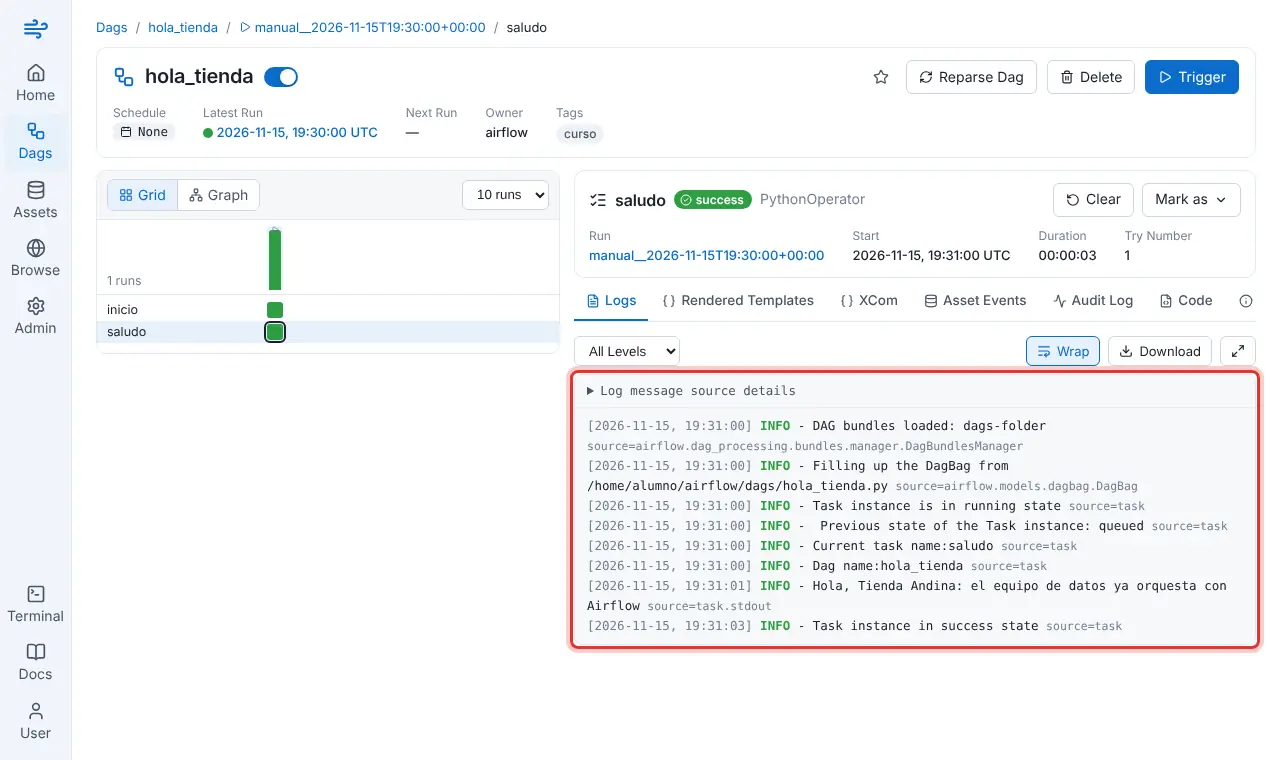 Dags / hola_tienda / manual__2026-11-15T19:30:00+00:00 / saludo
Home
Dags
Assets
Browse
Admin
Terminal
Docs
User
hola_tienda
Reparse Dag
Delete
Trigger
Schedule
None
Latest Run
2026-11-15, 19:30:00 UTC
Next Run
—
Owner
airflow
Tags
curso
Grid
Graph
10 runs
1 runs
inicio
saludo
saludo success PythonOperator
Clear
Mark as
Run
manual__2026-11-15T19:30:00+00:00
Start
2026-11-15, 19:31:00 UTC
Duration
00:00:03
Try Number
1
Logs
{ } Rendered Templates
{ } XCom
Asset Events
Audit Log
Code
All Levels
Wrap
Download
Log message source details
[2026-11-15, 19:31:00] INFO - DAG bundles loaded: dags-folder
source=airflow.dag_processing.bundles.manager.DagBundlesManager
[2026-11-15, 19:31:00] INFO - Filling up the DagBag from
/home/alumno/airflow/dags/hola_tienda.py source=airflow.models.dagbag.DagBag
[2026-11-15, 19:31:00] INFO - Task instance is in running state source=task
[2026-11-15, 19:31:00] INFO -  Previous state of the Task instance: queued source=task
[2026-11-15, 19:31:00] INFO - Current task name:saludo source=task
[2026-11-15, 19:31:00] INFO - Dag name:hola_tienda source=task
[2026-11-15, 19:31:01] INFO - Hola, Tienda Andina: el equipo de datos ya orquesta con
Airflow source=task.stdout
[2026-11-15, 19:31:03] INFO - Task instance in success state source=task